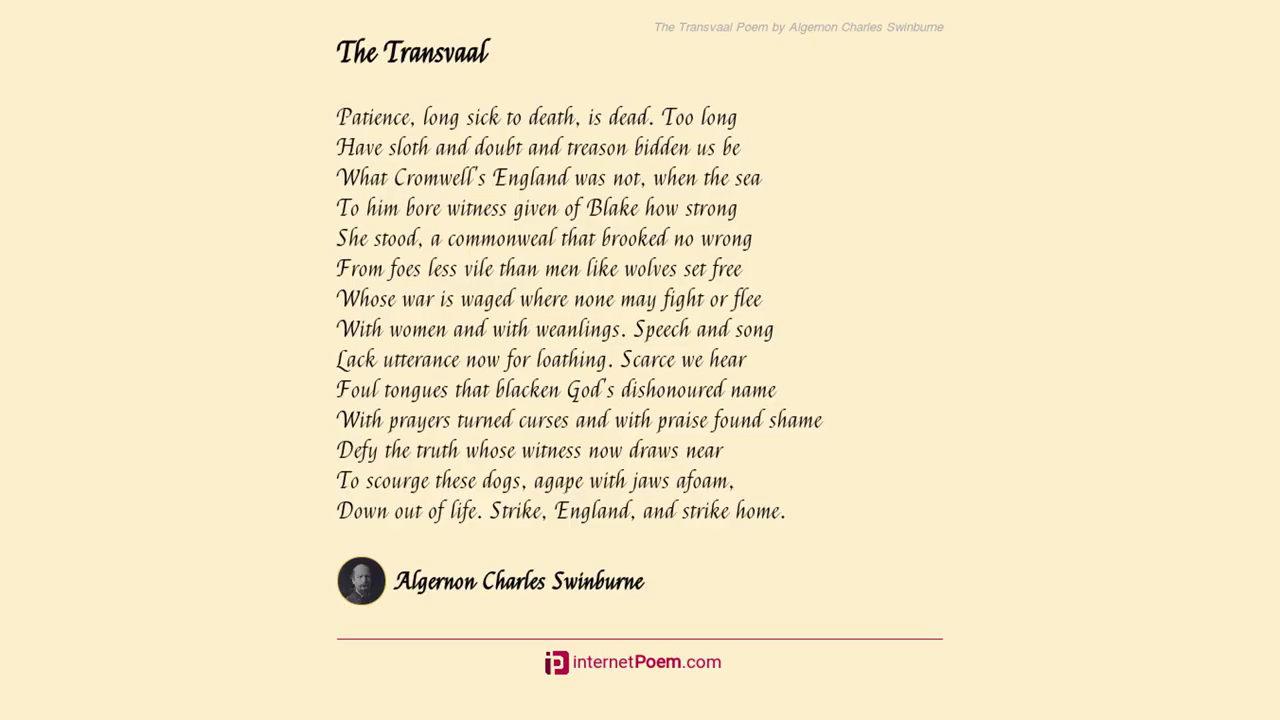 The Transvaal Poem by Algernon Charles Swinburne
The Transvaal
Patience, long sick to death, is dead. Too long
Have sloth and doubt and treason bidden us be
What Cromwell's England was not, when the sea
To him bore witness given of Blake how strong
She stood, a commonweal that brooked no wrong
From foes less vile than men like wolves set free
Whose war is waged where none may fight or flee
With women and with weanlings. Speech and song
Lack utterance now for loathing. Scarce we hear
Foul tongues that blacken God's dishonoured name
With prayers turned curses and with praise found shame
Defy the truth whose witness now draws near
To scourge these dogs, agape with jaws afoam,
Down out of life. Strike, England, and strike home.
Algernon Charles Swinburne
internetPoem.com